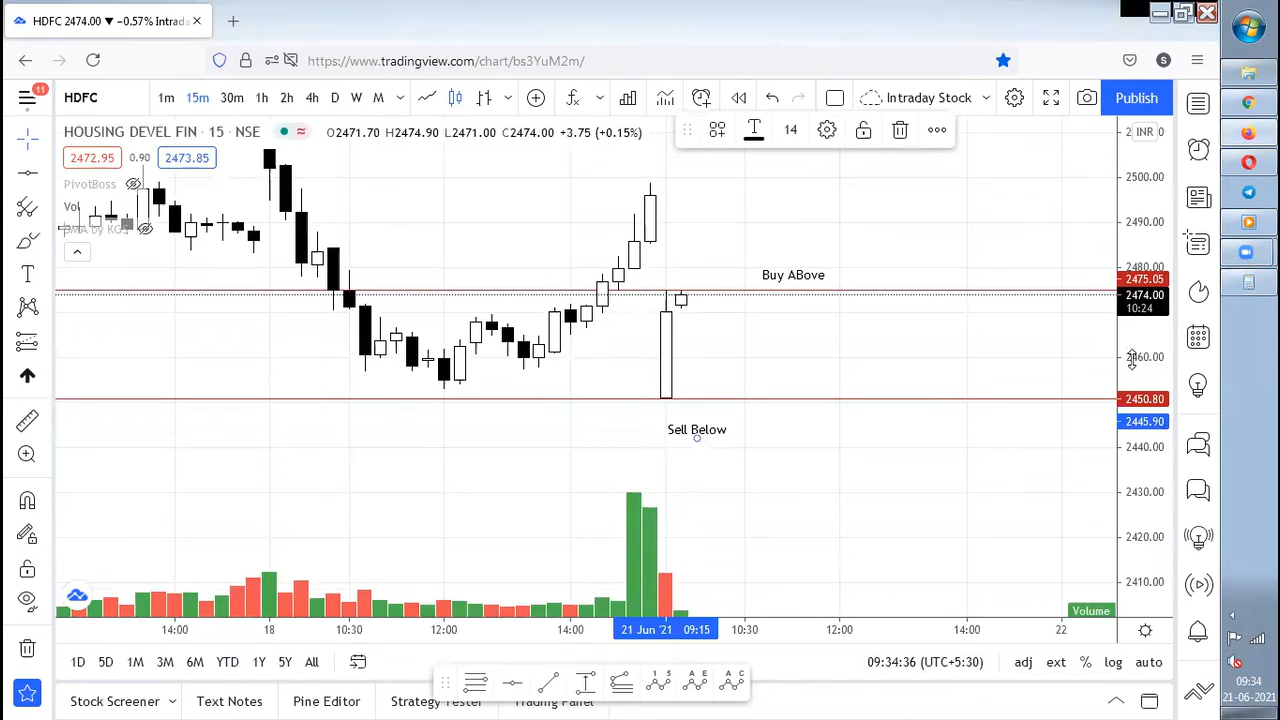 HDFC 2474.00 ▼ −0.57% Intrada
https://www.tradingview.com/chart/bs3YuM2m/
S
11
HDFC
1m 15m 30m 1h 2h 4h D W M
Intraday Stock
Publish
HOUSING DEVEL FIN · 15 · NSE
O2471.70 H2474.90 L2471.00 C2474.00 +3.75 (+0.15%)
14
INR
2472.95 0.90 2473.85
PivotBoss
Vol
2500.00
2490.00
2480.00
Buy ABove
2475.05
2474.00
10:24
2460.00
2450.80
2445.90
Sell Below
2440.00
2430.00
2420.00
2410.00
Volume
14:00 18 10:30 12:00 14:00 21 Jun '21 09:15 10:30 12:00 14:00 22
1D 5D 1M 3M 6M YTD 1Y 5Y All
09:34:36 (UTC+5:30) adj ext % log auto
Stock Screener Text Notes Pine Editor Strategy Tester Trading Panel
09:34
21-06-2021